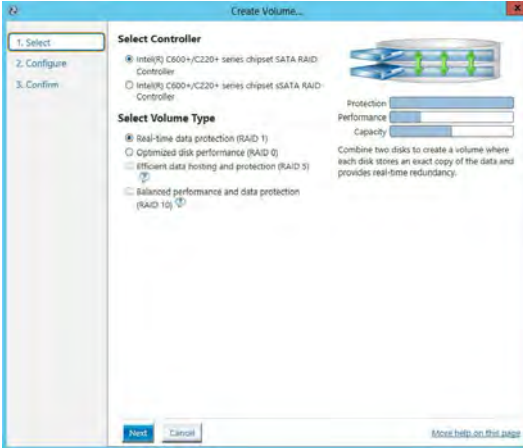 Create Volume...
x
1. Select
2. Configure
3. Confirm
Select Controller
Intel(R) C600+/C220+ series chipset SATA RAID
Controller
Intel(R) C600+/C220+ series chipset sSATA RAID
Controller
Select Volume Type
Real-time data protection (RAID 1)
Optimized disk performance (RAID 0)
Efficient data hosting and protection (RAID 5)
?
Balanced performance and data protection
(RAID 10) ?
Protection
Performance
Capacity
Combine two disks to create a volume where
each disk stores an exact copy of the data and
provides real-time redundancy.
Next
Cancel
More help on this page